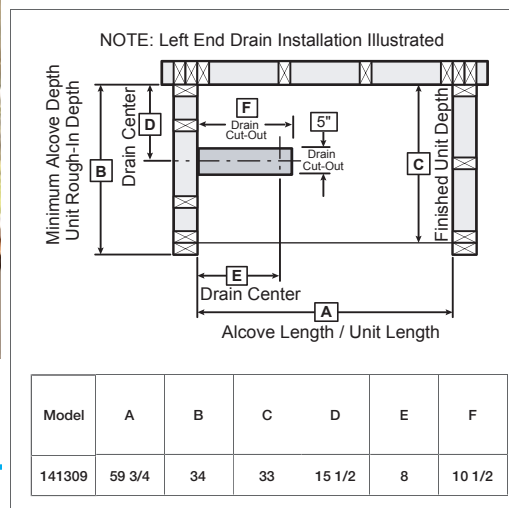 NOTE: Left End Drain Installation Illustrated
Minimum Alcove Depth
Unit Rough-In Depth
B
Drain Center
D
F
Drain
Cut-Out
5"
Drain
Cut-Out
C
Finished Unit Depth
E
Drain Center
A
Alcove Length / Unit Length
Model A B C D E F
141309 59 3/4 34 33 15 1/2 8 10 1/2